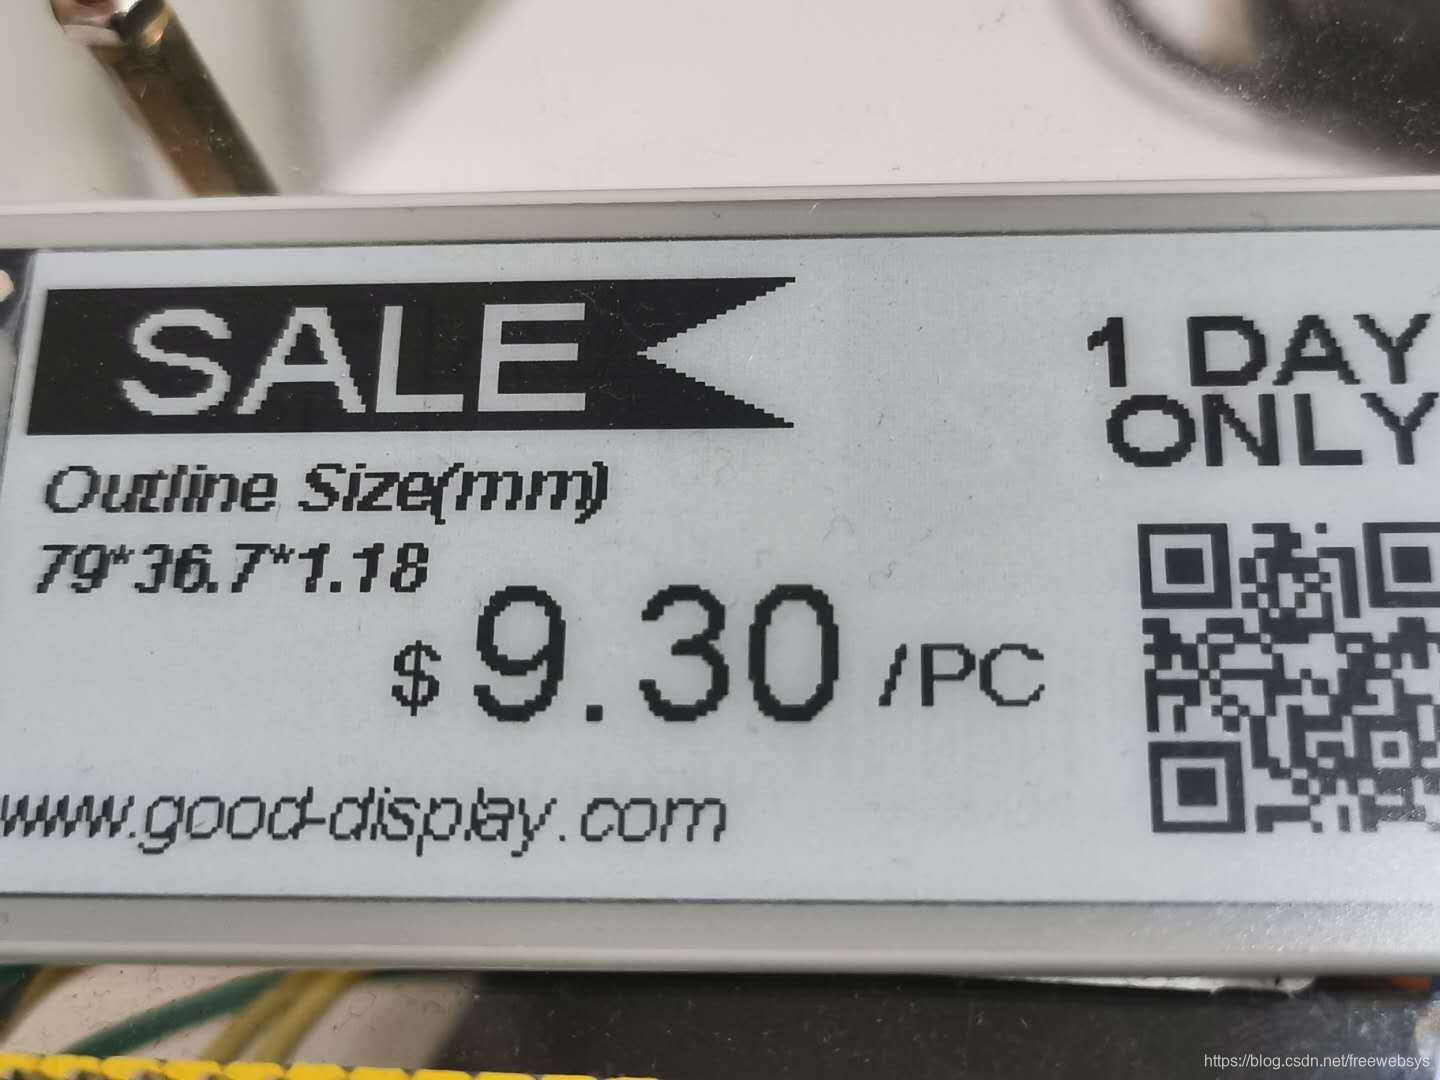 SALE
1 DAY
ONLY
Outline Size(mm)
79*36.7*1.18
$ 9.30 /PC
www.good-display.com
https://blog.csdn.net/freewebsys